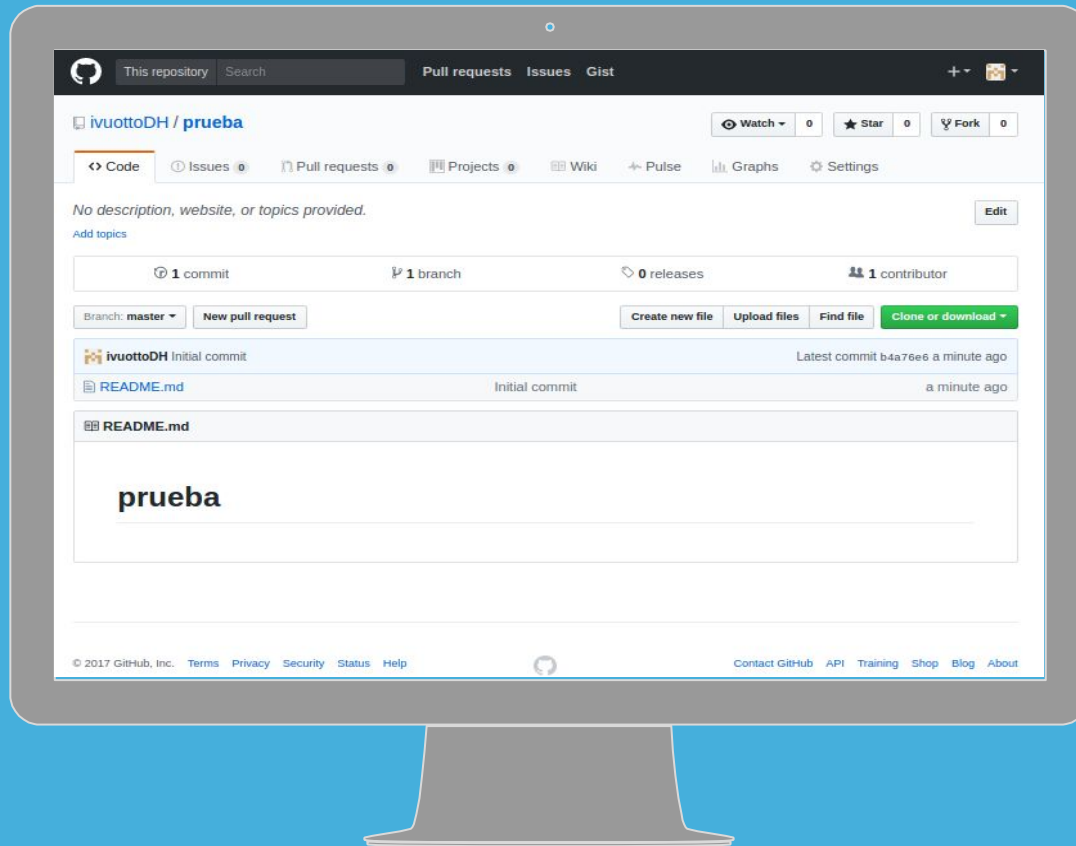 This repository Search Pull requests Issues Gist
ivuottoDH / prueba Watch 0 Star 0 Fork 0
Code Issues 0 Pull requests 0 Projects 0 Wiki Pulse Graphs Settings
No description, website, or topics provided. Edit
Add topics
1 commit 1 branch 0 releases 1 contributor
Branch: master New pull request Create new file Upload files Find file Clone or download
ivuottoDH Initial commit Latest commit b4a76e6 a minute ago
README.md Initial commit a minute ago
README.md
prueba
© 2017 GitHub, Inc. Terms Privacy Security Status Help Contact GitHub API Training Shop Blog About